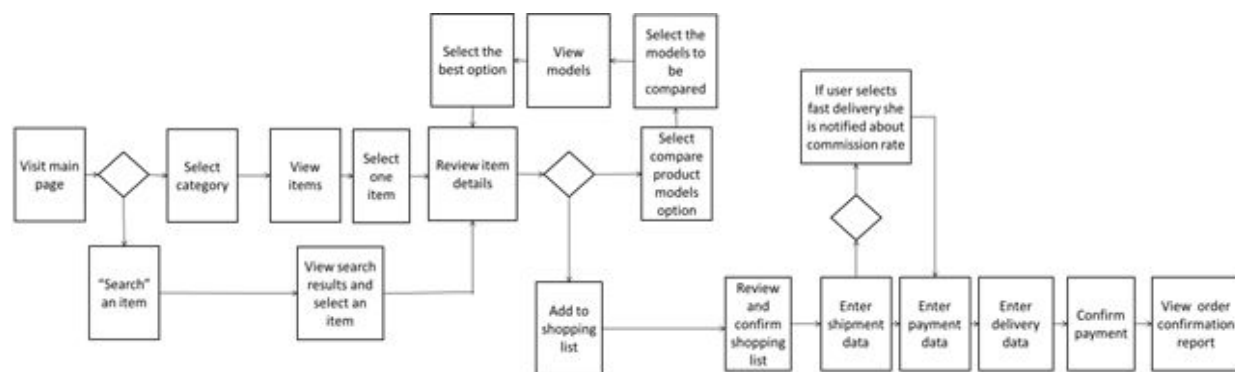 Select the
best option
View
models
Select the
models to
be
compared
If user selects
fast delivery she
is notified about
commission rate
Visit main
page
Select
category
View
items
Select
one
item
Review item
details
Select
compare
product
models
option
"Search"
an item
View search
results and
select an
item
Add to
shopping
list
Review
and
confirm
shopping
list
Enter
shipment
data
Enter
payment
data
Enter
delivery
data
Confirm
payment
View order
confirmation
report